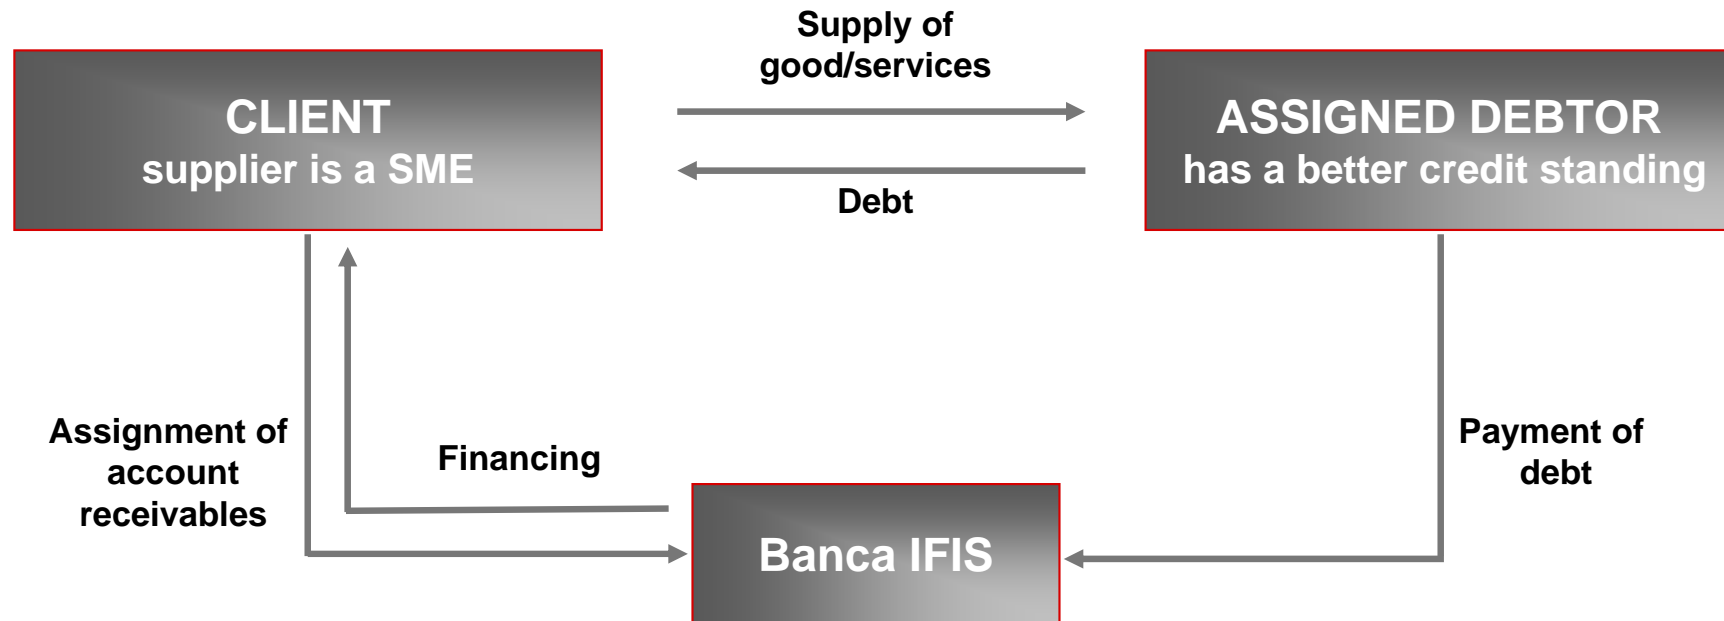 Supply of
good/services
CLIENT
supplier is a SME
ASSIGNED DEBTOR
has a better credit standing
Debt
Assignment of
account
receivables
Financing
Payment of
debt
Banca IFIS